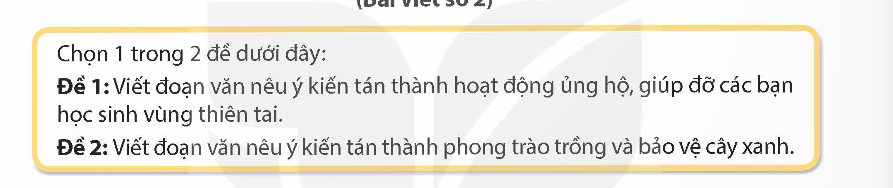 (Bài viết số 2)
Chọn 1 trong 2 đề dưới đây:
Đề 1: Viết đoạn văn nêu ý kiến tán thành hoạt động ủng hộ, giúp đỡ các bạn
học sinh vùng thiên tai.
Đề 2: Viết đoạn văn nêu ý kiến tán thành phong trào trồng và bảo vệ cây xanh.